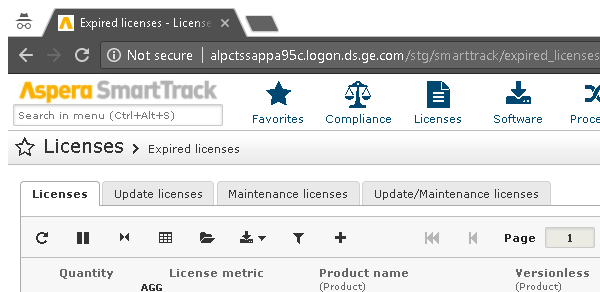 Expired licenses - License
Not secure | alpctssappa95c.logon.ds.ge.com/stg/smarttrack/expired_licenses
Aspera SmartTrack
Search in menu (Ctrl+Alt+S)
Favorites Compliance Licenses Software Proce
Licenses > Expired licenses
Licenses Update licenses Maintenance licenses Update/Maintenance licenses
Page 1
Quantity License metric Product name Versionless
AGG (Product) (Product)